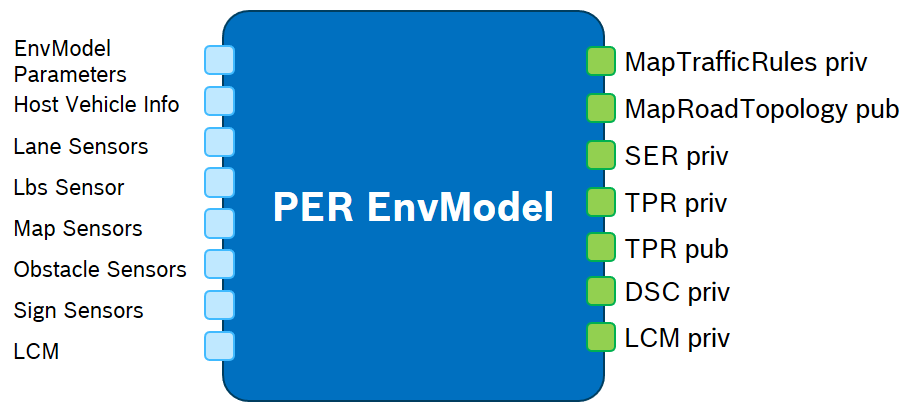 EnvModel
Parameters
Host Vehicle Info
Lane Sensors
Lbs Sensor
Map Sensors
Obstacle Sensors
Sign Sensors
LCM
PER EnvModel
MapTrafficRules priv
MapRoadTopology pub
SER priv
TPR priv
TPR pub
DSC priv
LCM priv